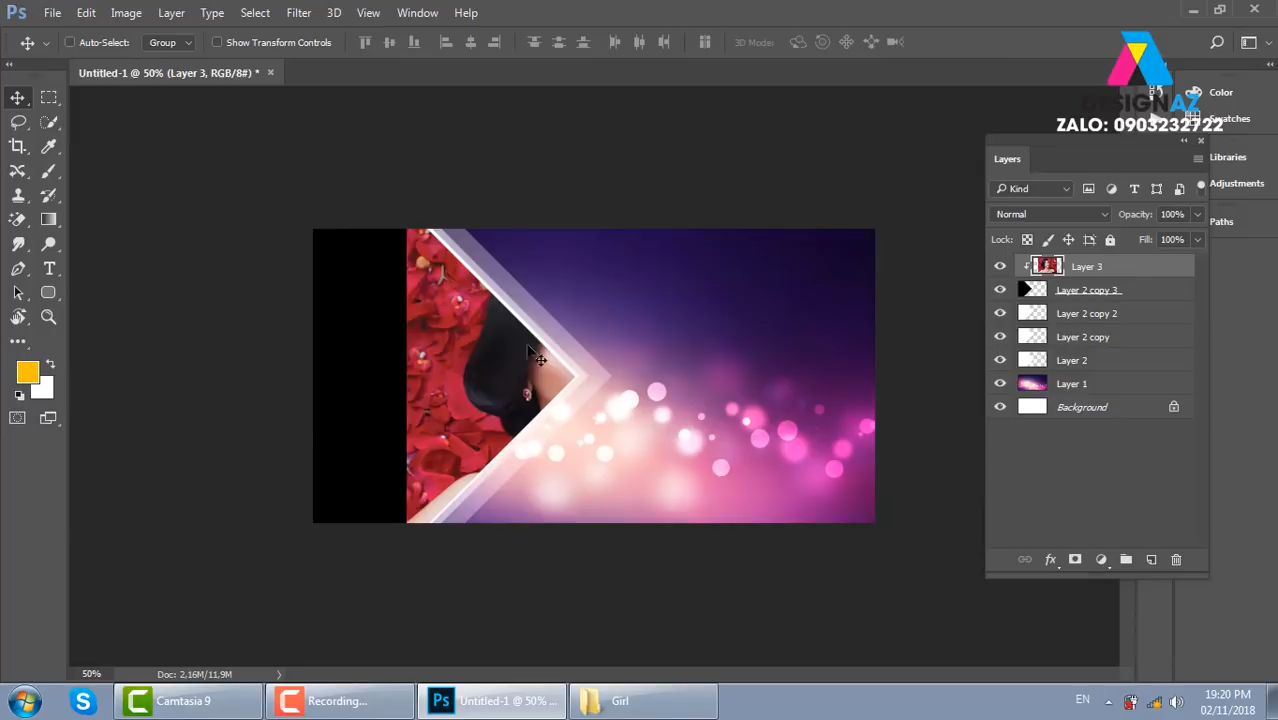 Ps File Edit Image Layer Type Select Filter 3D View Window Help
Auto-Select: Group Show Transform Controls 3D Mode:
Untitled-1 @ 50% (Layer 3, RGB/8#) *
DESIGNAZ
ZALO: 0903232722
Color
Swatches
Libraries
Adjustments
Paths
Layers
Kind
Normal Opacity: 100%
Lock: Fill: 100%
Layer 3
Layer 2 copy 3
Layer 2 copy 2
Layer 2 copy
Layer 2
Layer 1
Background
50% Doc: 2,16M/11,9M
Camtasia 9 Recording... Untitled-1 @ 50% ... Girl EN 19:20 PM
02/11/2018